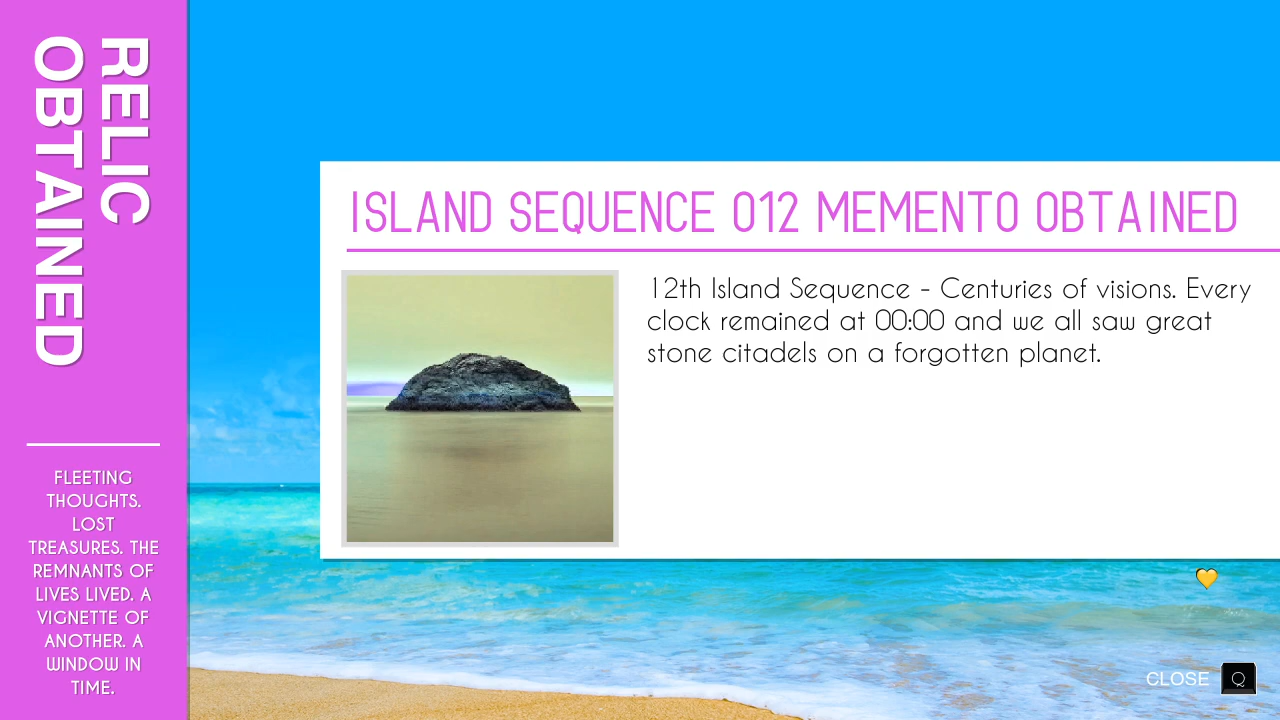 RELIC
OBTAINED
FLEETING
THOUGHTS.
LOST
TREASURES. THE
REMNANTS OF
LIVES LIVED. A
VIGNETTE OF
ANOTHER. A
WINDOW IN
TIME.
ISLAND SEQUENCE 012 MEMENTO OBTAINED
12th Island Sequence - Centuries of visions. Every
clock remained at 00:00 and we all saw great
stone citadels on a forgotten planet.
CLOSE Q